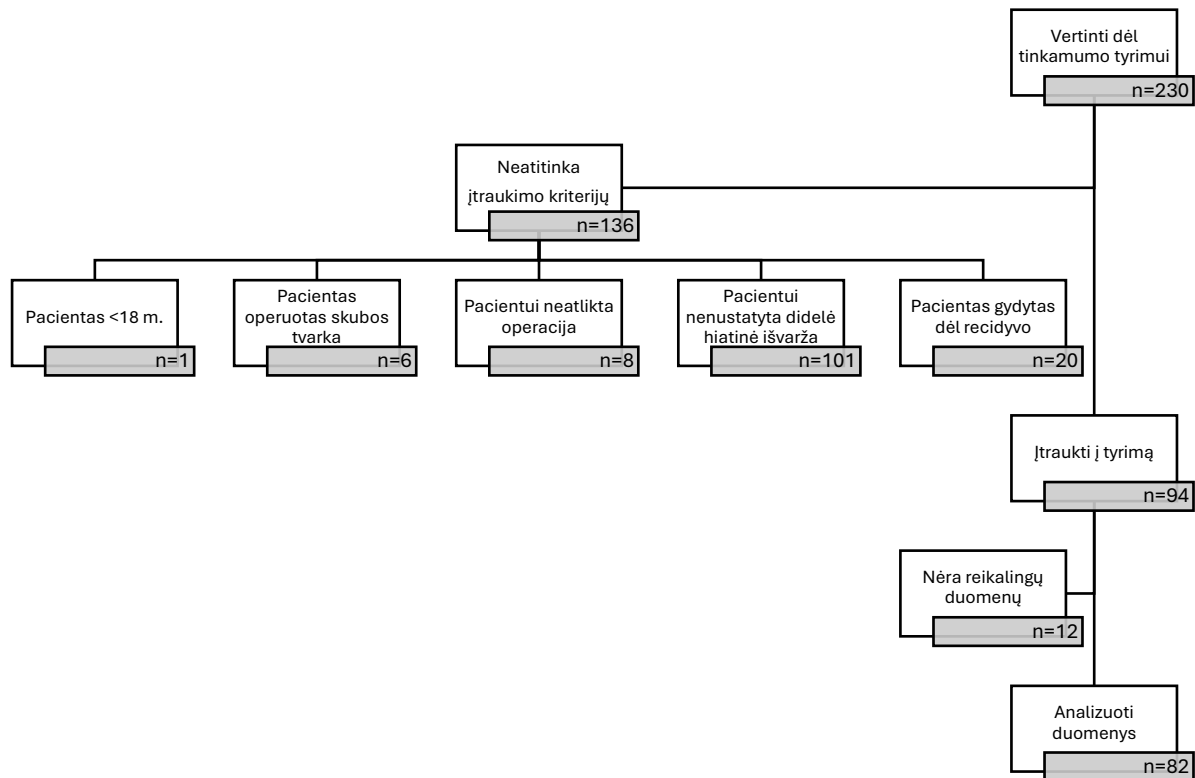 Vertinti dėl
tinkamumo tyrimui
n=230
Neatitinka
įtraukimo kriterijų
n=136
Pacientas <18 m.
n=1
Pacientas
operuotas skubos
tvarka
n=6
Pacientui neatlikta
operacija
n=8
Pacientui
nenustatyta didelė
hiatinė išvarža
n=101
Pacientas gydytas
dėl recidyvo
n=20
Įtraukti į tyrimą
n=94
Nėra reikalingų
duomenų
n=12
Analizuoti
duomenys
n=82